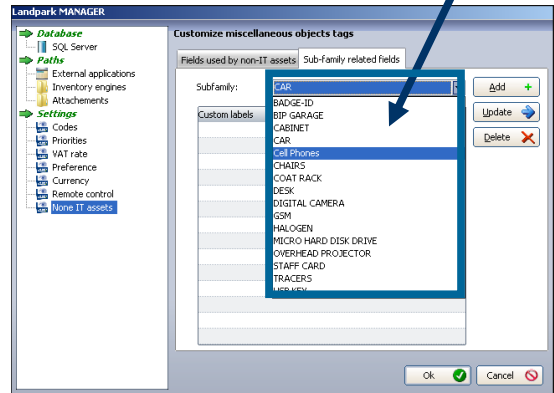 Landpark MANAGER
Database
SQL Server
Paths
External applications
Inventory engines
Attachements
Settings
Codes
Priorities
VAT rate
Preference
Currency
Remote control
None IT assets
Customize miscellaneous objects tags
Fields used by non-IT assets
Sub-family related fields
Subfamily:
CAR
Custom labels
BADGE-ID
BIP GARAGE
CABINET
CAR
Cell Phones
CHAIRS
COAT RACK
DESK
DIGITAL CAMERA
GSM
HALOGEN
MICRO HARD DISK DRIVE
OVERHEAD PROJECTOR
STAFF CARD
TRACERS
USB KEY
Add
Update
Delete
Ok
Cancel